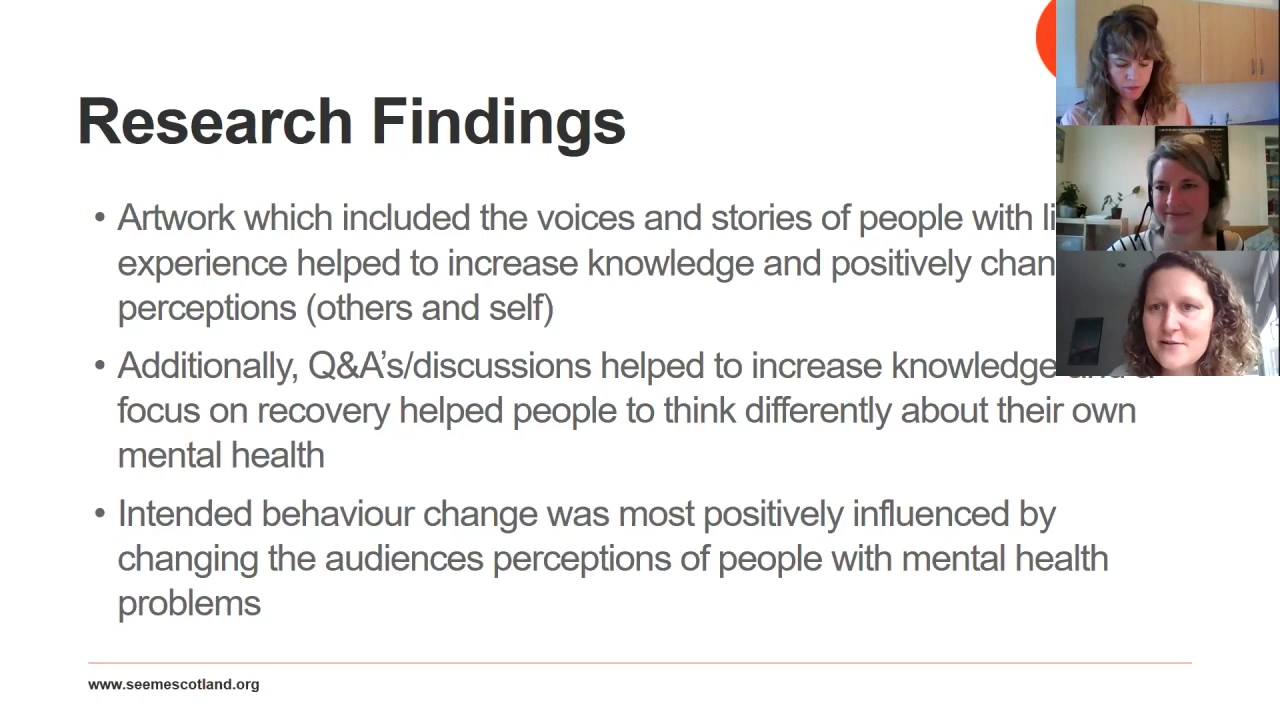 Research Findings
• Artwork which included the voices and stories of people with
experience helped to increase knowledge and positively
perceptions (others and self)
• Additionally, Q&A’s/discussions helped to increase knowledge and a
focus on recovery helped people to think differently about their own
mental health
• Intended behaviour change was most positively influenced by
changing the audiences perceptions of people with mental health
problems
www.seemescotland.org